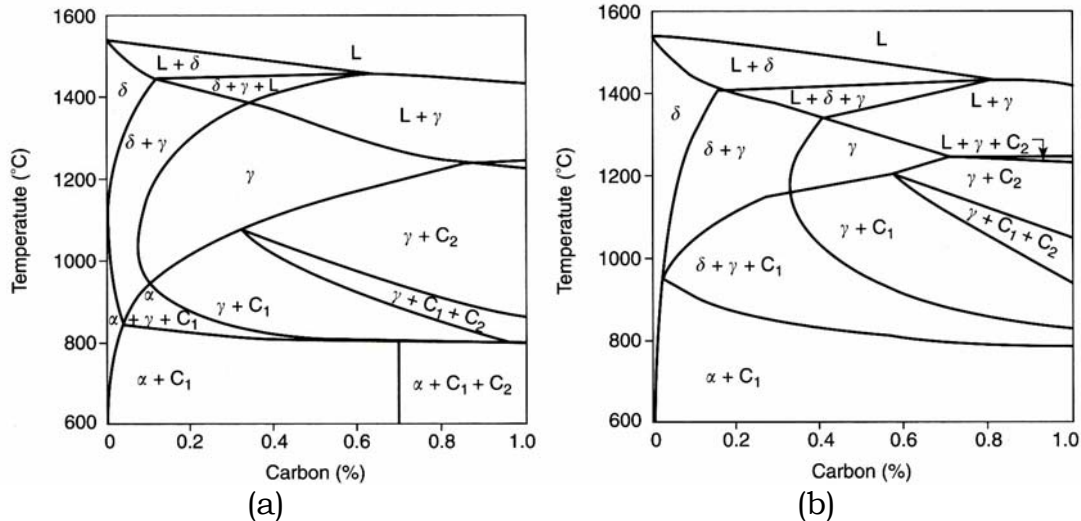 1600
1400
1200
1000
800
600
Temperatute (°C)
0
0.2
0.4
0.6
0.8
1.0
Carbon (%)
L
L + δ
δ
δ + γ + L
L + γ
δ + γ
γ
γ + C2
α
γ + C1
γ + C1 + C2
α + γ + C1
α + C1
α + C1 + C2
(a)
1600
1400
1200
1000
800
600
Temperatute (°C)
0
0.2
0.4
0.6
0.8
1.0
Carbon (%)
L
L + δ
δ
L + δ + γ
L + γ
δ + γ
γ
L + γ + C2
γ + C2
γ + C1 + C2
γ + C1
δ + γ + C1
α + C1
(b)